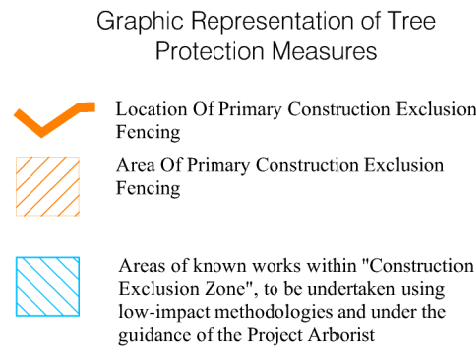 Graphic Representation of Tree
Protection Measures
Location Of Primary Construction Exclusion
Fencing
Area Of Primary Construction Exclusion
Fencing
Areas of known works within "Construction
Exclusion Zone", to be undertaken using
low-impact methodologies and under the
guidance of the Project Arborist